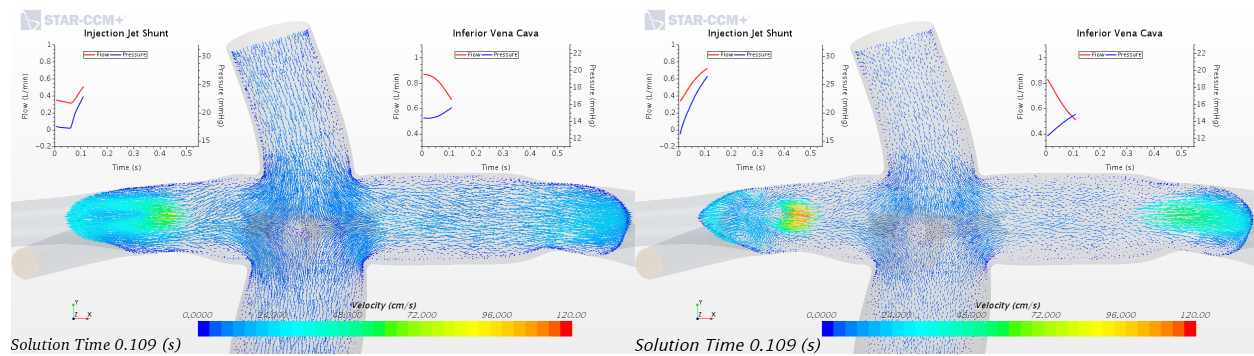 STAR-CCM+
Injection Jet Shunt
Flow Pressure
Flow (L/min)
1
0.8
0.6
0.4
0.2
0
-0.2
Pressure (mmHg)
30
25
20
15
0 0.1 0.2 0.3 0.4 0.5
Time (s)
Inferior Vena Cava
Flow Pressure
Flow (L/min)
1
0.8
0.6
0.4
Pressure (mmHg)
22
20
18
16
14
12
0 0.1 0.2 0.3 0.4 0.5
Time (s)
Y
Z X
Velocity (cm/s)
0.0000 24.000 48.000 72.000 96.000 120.00
Solution Time 0.109 (s)
STAR-CCM+
Injection Jet Shunt
Flow Pressure
Flow (L/min)
1
0.8
0.6
0.4
0.2
0
-0.2
Pressure (mmHg)
30
25
20
15
0 0.1 0.2 0.3 0.4 0.5
Time (s)
Inferior Vena Cava
Flow Pressure
Flow (L/min)
1
0.8
0.6
0.4
Pressure (mmHg)
22
20
18
16
14
12
0 0.1 0.2 0.3 0.4 0.5
Time (s)
Y
Z X
Velocity (cm/s)
0.0000 24.000 48.000 72.000 96.000 120.00
Solution Time 0.109 (s)